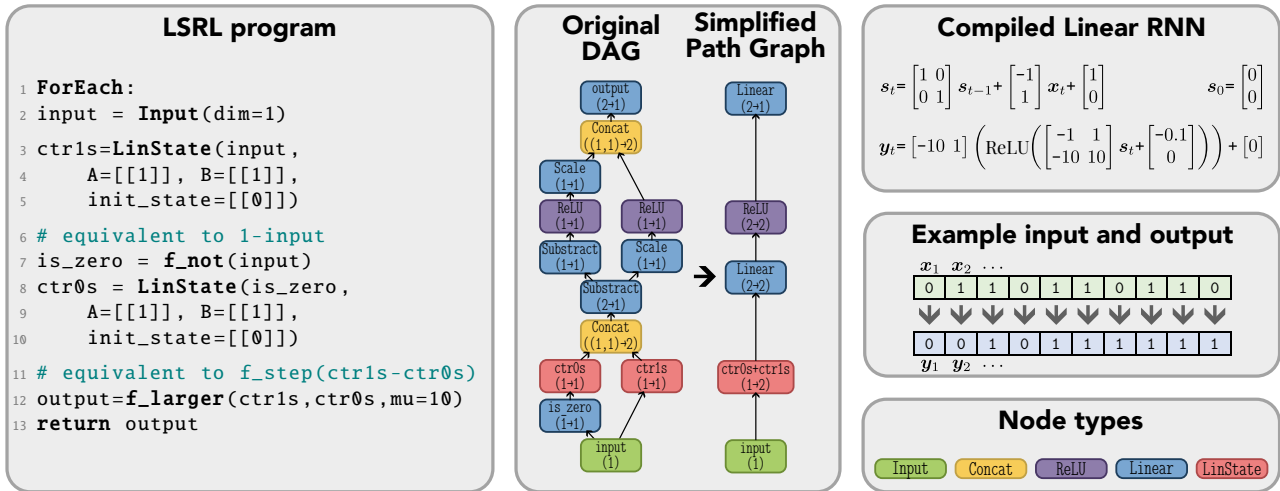 LSRL program
1 ForEach:
2 input = Input(dim=1)
3 ctr1s=LinState(input,
4 A=[[1]], B=[[1]],
5 init_state=[[0]])
6 # equivalent to 1-input
7 is_zero = f_not(input)
8 ctr0s = LinState(is_zero,
9 A=[[1]], B=[[1]],
10 init_state=[[0]])
11 # equivalent to f_step(ctr1s-ctr0s)
12 output=f_larger(ctr1s,ctr0s,mu=10)
13 return output
Original
DAG
output
(2→1)
Concat
((1,1)→2)
Scale
(1→1)
ReLU
(1→1)
ReLU
(1→1)
Substract
(1→1)
Scale
(1→1)
Substract
(2→1)
Concat
((1,1)→2)
ctr0s
(1→1)
ctr1s
(1→1)
is_zero
(1→1)
input
(1)
Simplified
Path Graph
Linear
(2→1)
ReLU
(2→2)
Linear
(2→2)
ctr0s+ctr1s
(1→2)
input
(1)
Compiled Linear RNN
s_t= [1 0; 0 1] s_{t−1}+ [−1; 1] x_t+ [1; 0] s_0= [0; 0]
y_t= [−10 1] (ReLU([−1 1; −10 10] s_t+ [−0.1; 0])) + [0]
Example input and output
x_1 x_2 ...
0 1 1 0 1 1 0 1 1 0
0 0 1 0 1 1 1 1 1 1
y_1 y_2 ...
Node types
Input Concat ReLU Linear LinState